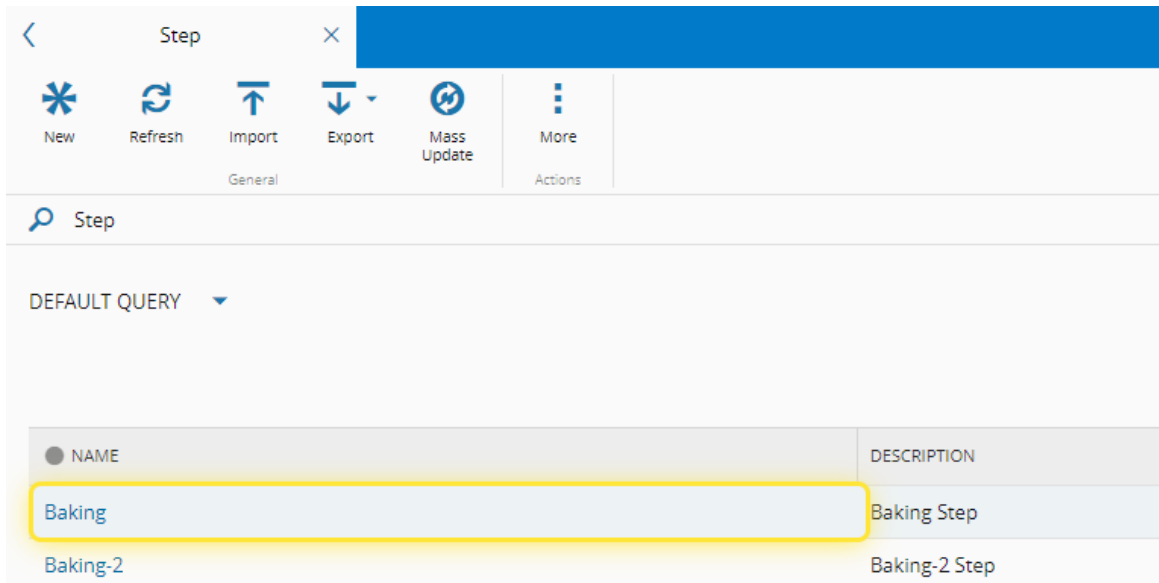 Step
New Refresh Import Export Mass Update More
General Actions
Step
DEFAULT QUERY
NAME DESCRIPTION
Baking Baking Step
Baking-2 Baking-2 Step